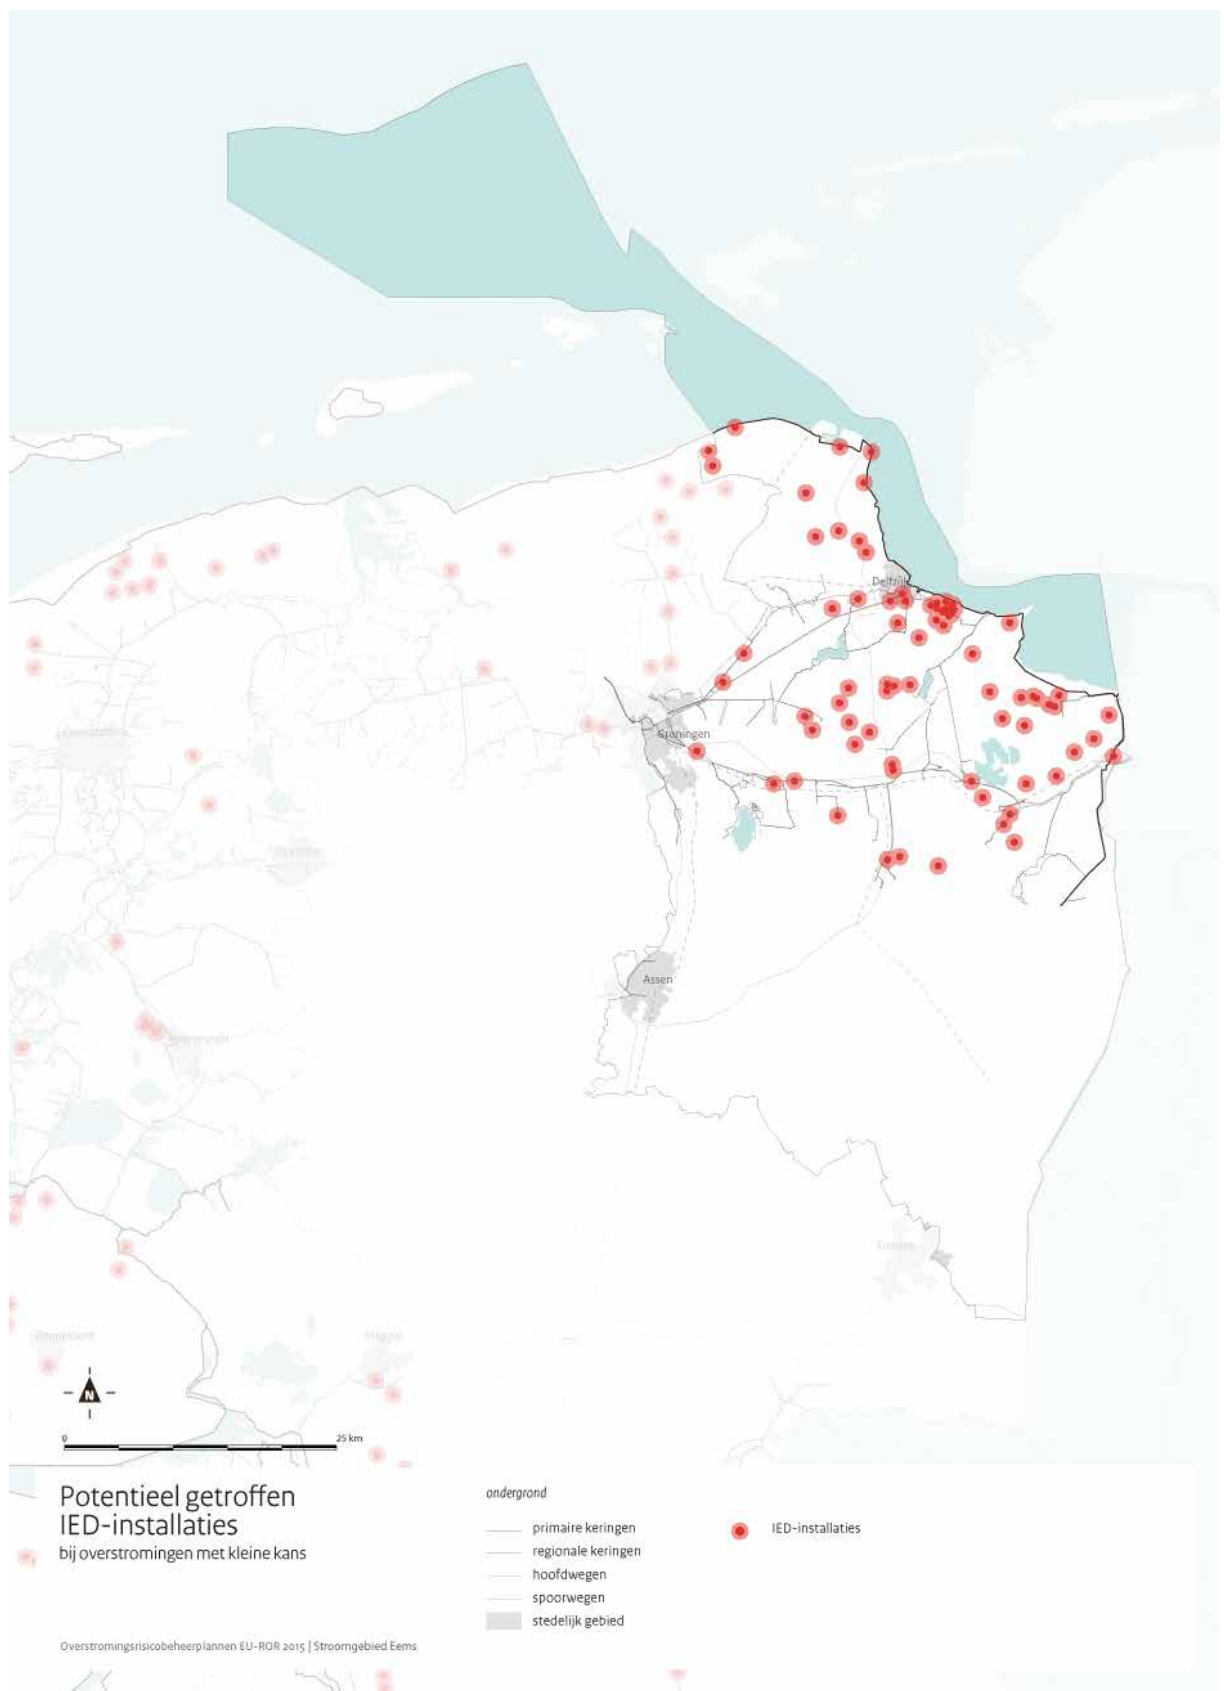 Delfzijl
Groningen
Assen
Emmen
Meppel
N
0
25 km
Potentieel getroffen
IED-installaties
bij overstromingen met kleine kans
ondergrond
primaire keringen
regionale keringen
hoofdwegen
spoorwegen
stedelijk gebied
IED-installaties
Overstromingsrisicobeheerplannen EU-ROR 2015 | Stroomgebied Eems